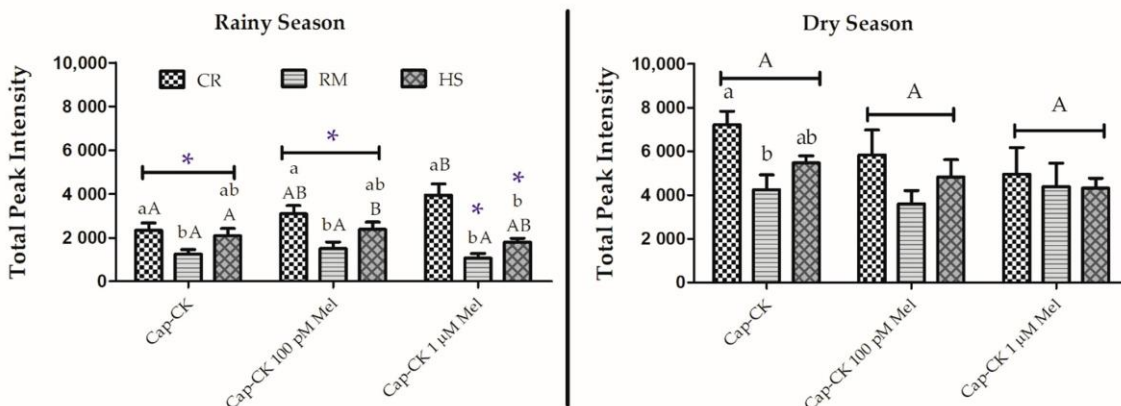 Rainy Season
Total Peak Intensity
10,000
8 000
6 000
4 000
2 000
0
CR RM HS
*
*
aA bA ab
A
a
AB bA ab
B
aB
*
bA
*
b
AB
Cap-CK
Cap-CK 100 pM Mel
Cap-CK 1 µM Mel
Dry Season
Total Peak Intensity
10,000
8 000
6 000
4 000
2 000
0
A
a b ab
A
A
Cap-CK
Cap-CK 100 pM Mel
Cap-CK 1 µM Mel